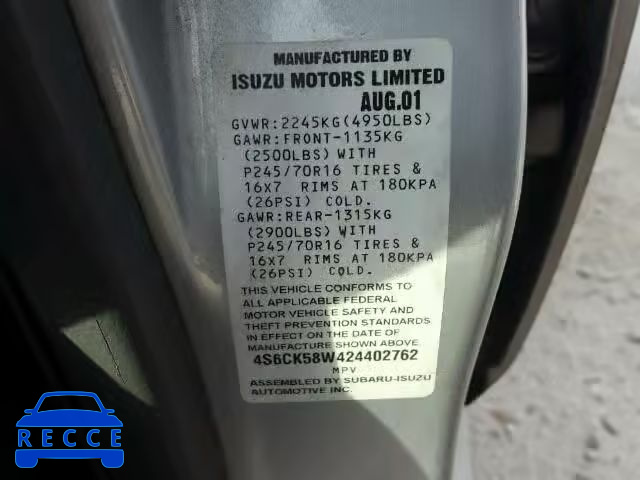 MANUFACTURED BY
ISUZU MOTORS LIMITED
AUG.01
GVWR:2245KG(4950LBS)
GAWR:FRONT-1135KG
(2500LBS) WITH
P245/70R16 TIRES &
16x7 RIMS AT 180KPA
(26PSI) COLD.
GAWR:REAR-1315KG
(2900LBS) WITH
P245/70R16 TIRES &
16x7 RIMS AT 180KPA
(26PSI) COLD.
THIS VEHICLE CONFORMS TO
ALL APPLICABLE FEDERAL
MOTOR VEHICLE SAFETY AND
THEFT PREVENTION STANDARDS
IN EFFECT ON THE DATE OF
MANUFACTURE SHOWN ABOVE.
4S6CK58W424402762
MPV
ASSEMBLED BY SUBARU-ISUZU
AUTOMOTIVE INC.
RECCE